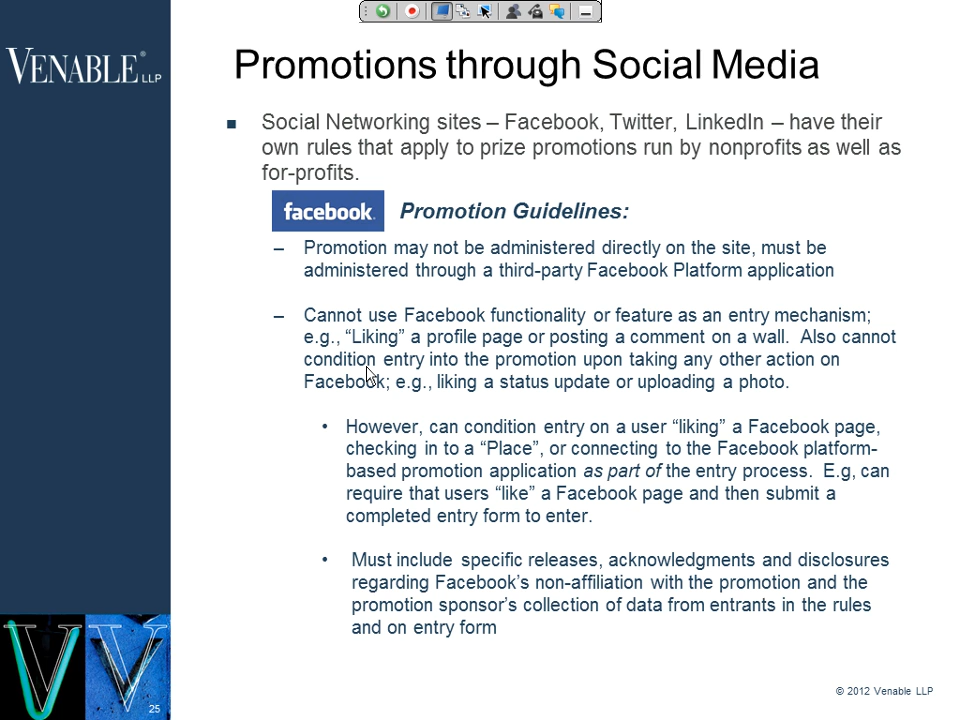 VENABLE® LLP
Promotions through Social Media
■ Social Networking sites – Facebook, Twitter, LinkedIn – have their
own rules that apply to prize promotions run by nonprofits as well as
for-profits.
facebook. Promotion Guidelines:
– Promotion may not be administered directly on the site, must be
administered through a third-party Facebook Platform application
– Cannot use Facebook functionality or feature as an entry mechanism;
e.g., “Liking” a profile page or posting a comment on a wall. Also cannot
condition entry into the promotion upon taking any other action on
Facebook; e.g., liking a status update or uploading a photo.
• However, can condition entry on a user “liking” a Facebook page,
checking in to a “Place”, or connecting to the Facebook platform-
based promotion application as part of the entry process. E.g, can
require that users “like” a Facebook page and then submit a
completed entry form to enter.
• Must include specific releases, acknowledgments and disclosures
regarding Facebook’s non-affiliation with the promotion and the
promotion sponsor’s collection of data from entrants in the rules
and on entry form
V V
25
© 2012 Venable LLP